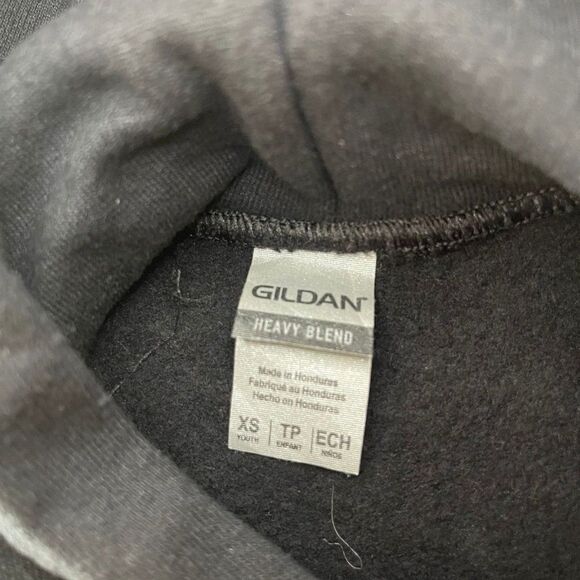 GILDAN
HEAVY BLEND
Made in Honduras
Fabriqué au Honduras
Hecho en Honduras
XS TP ECH
YOUTH ENFANT NIÑOS